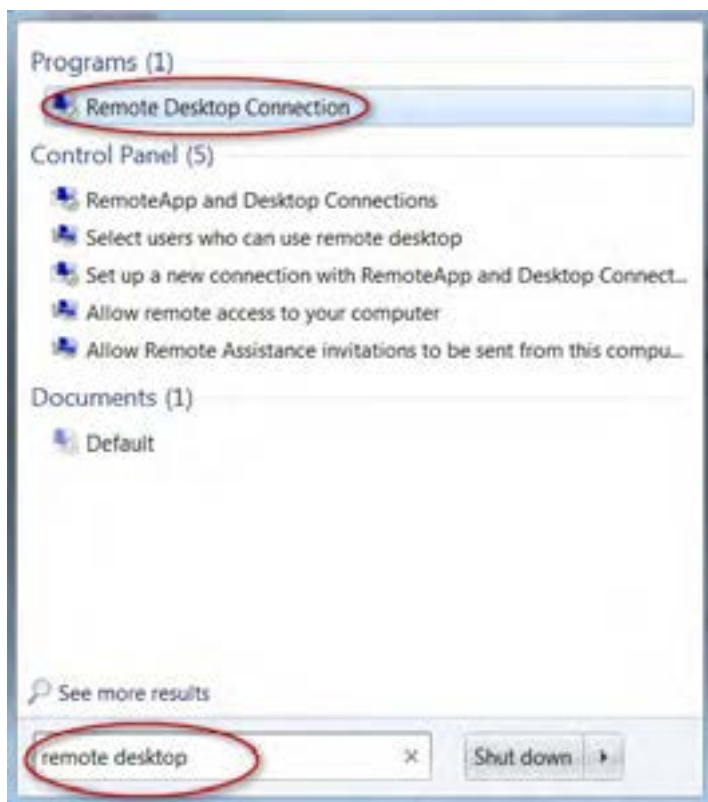 Programs (1)
Remote Desktop Connection
Control Panel (5)
RemoteApp and Desktop Connections
Select users who can use remote desktop
Set up a new connection with RemoteApp and Desktop Connect...
Allow remote access to your computer
Allow Remote Assistance invitations to be sent from this compu...
Documents (1)
Default
See more results
remote desktop
Shut down